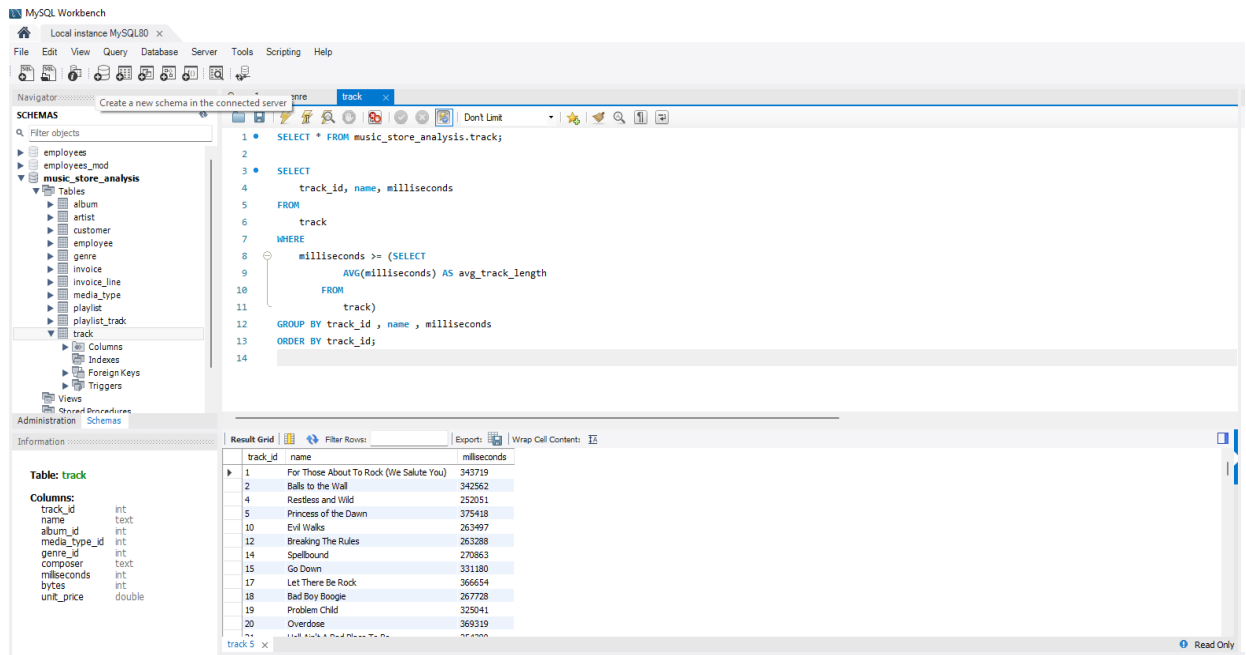 MySQL Workbench
Local instance MySQL80 ×
File Edit View Query Database Server Tools Scripting Help
Navigator
Create a new schema in the connected server
track ×
SCHEMAS
Don't Limit
Filter objects
employees
employees_mod
music_store_analysis
Tables
album
artist
customer
employee
genre
invoice
invoice_line
media_type
playlist
playlist_track
track
Columns
Indexes
Foreign Keys
Triggers
Views
Stored Procedures
Administration Schemas
1 SELECT * FROM music_store_analysis.track;
2
3 SELECT
4 track_id, name, milliseconds
5 FROM
6 track
7 WHERE
8 milliseconds >= (SELECT
9 AVG(milliseconds) AS avg_track_length
10 FROM
11 track)
12 GROUP BY track_id , name , milliseconds
13 ORDER BY track_id;
14
Information
Table: track
Columns:
track_id int
name text
album_id int
media_type_id int
genre_id int
composer text
milliseconds int
bytes int
unit_price double
Result Grid Filter Rows: Export: Wrap Cell Content:
track_id name milliseconds
1 For Those About To Rock (We Salute You) 343719
2 Balls to the Wall 342562
4 Restless and Wild 252051
5 Princess of the Dawn 375418
10 Evil Walks 263497
12 Breaking The Rules 263288
14 Spellbound 270863
15 Go Down 331180
17 Let There Be Rock 366654
18 Bad Boy Boogie 267728
19 Problem Child 325041
20 Overdose 369319
track 5 ×
Read Only